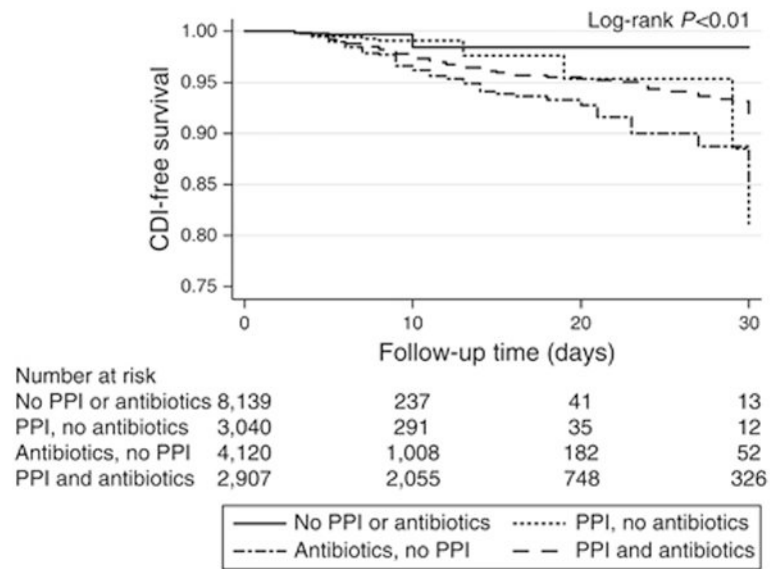 Log-rank P<0.01
CDI-free survival
1.00
0.95
0.90
0.85
0.80
0.75
0 10 20 30
Follow-up time (days)
Number at risk
No PPI or antibiotics 8,139 237 41 13
PPI, no antibiotics 3,040 291 35 12
Antibiotics, no PPI 4,120 1,008 182 52
PPI and antibiotics 2,907 2,055 748 326
No PPI or antibiotics PPI, no antibiotics
Antibiotics, no PPI PPI and antibiotics